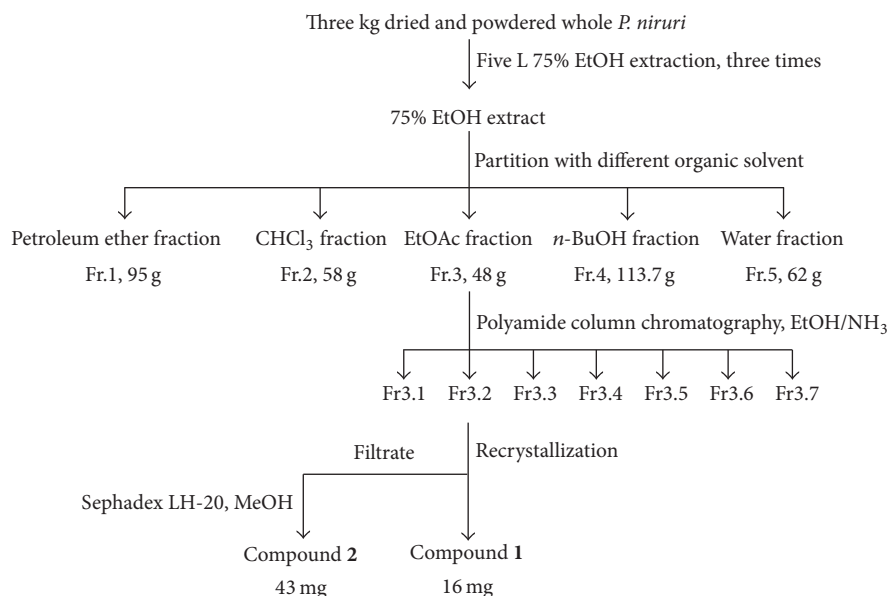 Three kg dried and powdered whole P. niruri
Five L 75% EtOH extraction, three times
75% EtOH extract
Partition with different organic solvent
Petroleum ether fraction CHCl₃ fraction EtOAc fraction n-BuOH fraction Water fraction
Fr.1, 95 g Fr.2, 58 g Fr.3, 48 g Fr.4, 113.7 g Fr.5, 62 g
Polyamide column chromatography, EtOH/NH₃
Fr3.1 Fr3.2 Fr3.3 Fr3.4 Fr3.5 Fr3.6 Fr3.7
Filtrate Recrystallization
Sephadex LH-20, MeOH
Compound 2 Compound 1
43 mg 16 mg